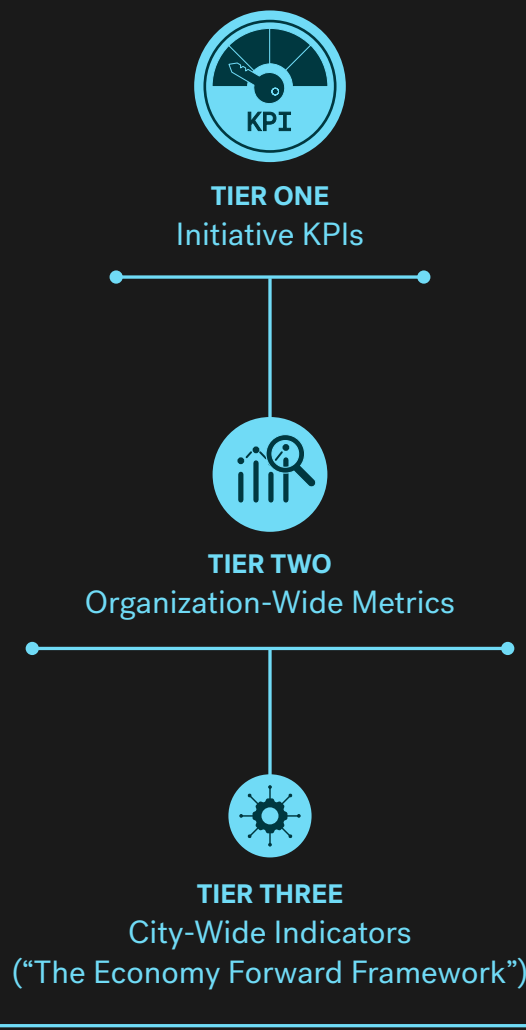 KPI
TIER ONE
Initiative KPIs
TIER TWO
Organization-Wide Metrics
TIER THREE
City-Wide Indicators
(“The Economy Forward Framework”)